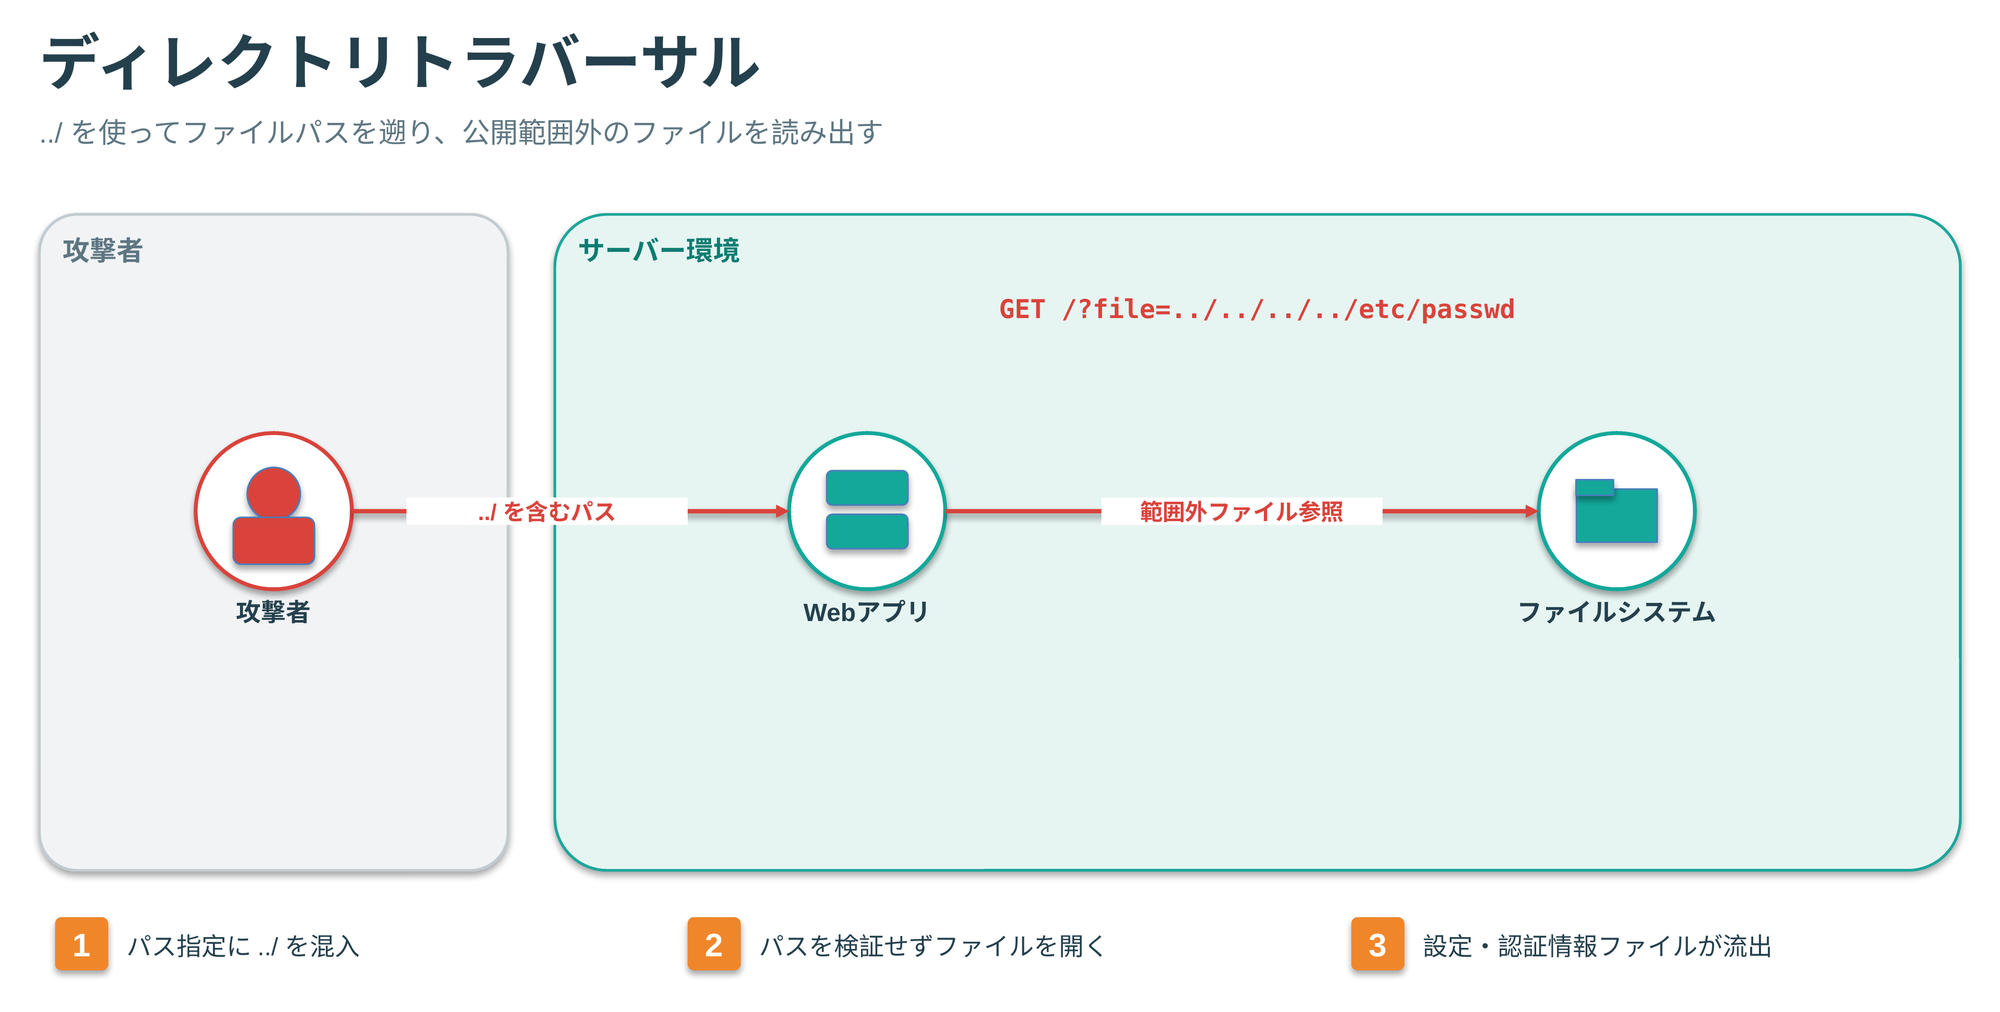 ディレクトリトラバーサル
../ を使ってファイルパスを遡り、公開範囲外のファイルを読み出す
攻撃者
サーバー環境
GET /?file=../../../../etc/passwd
../ を含むパス
範囲外ファイル参照
攻撃者
Webアプリ
ファイルシステム
1 パス指定に ../ を混入
2 パスを検証せずファイルを開く
3 設定・認証情報ファイルが流出